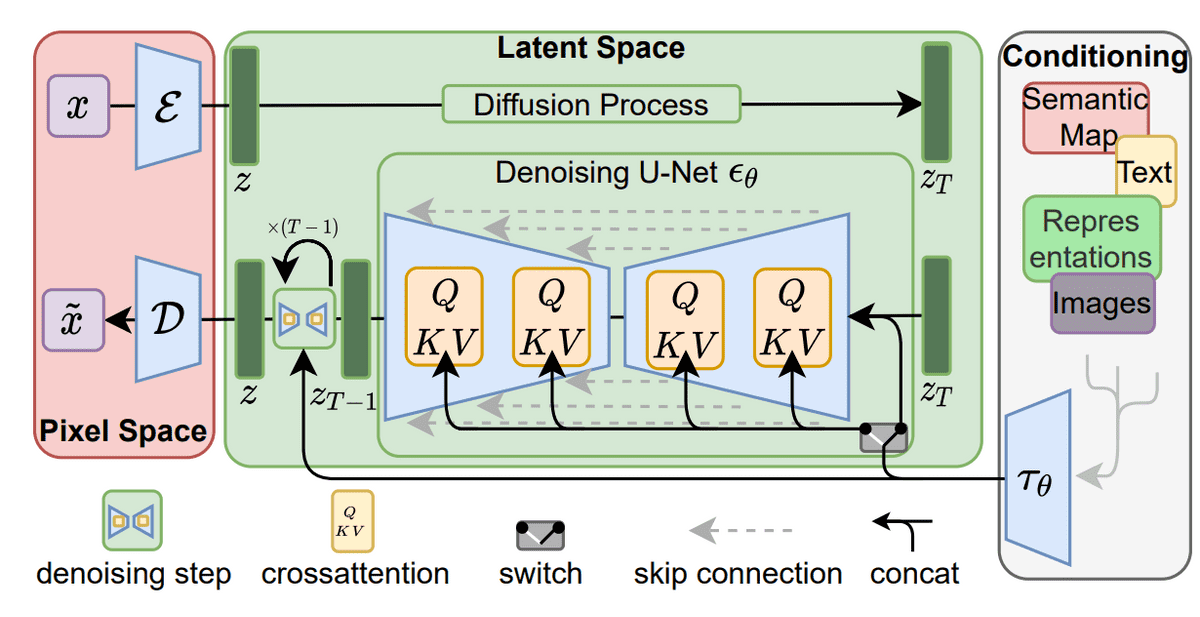 Latent Space
Conditioning
x
ℰ
Diffusion Process
Semantic
Map
z
z_T
Text
Denoising U-Net ϵ_θ
Repres
entations
×(T − 1)
Images
Q
K V
Q
K V
Q
K V
Q
K V
x̃
𝒟
z
z_{T−1}
z_T
Pixel Space
τ_θ
Q
K V
denoising step
crossattention
switch
skip connection
concat